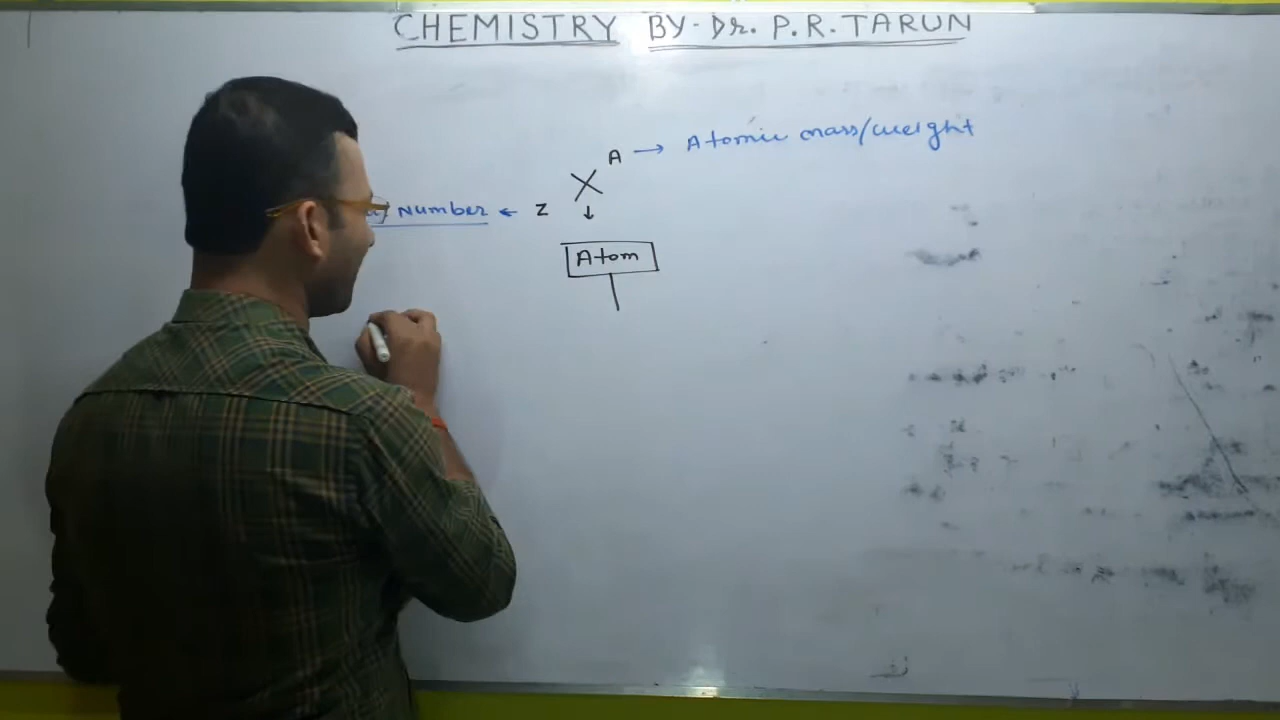 CHEMISTRY BY- Dr. P.R. TARUN
A → Atomic mass/weight
X
Number ← Z ↓
Atom